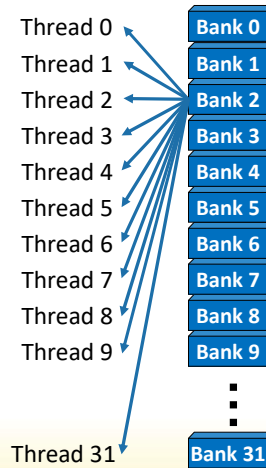 Thread 0 Bank 0
Thread 1 Bank 1
Thread 2 Bank 2
Thread 3 Bank 3
Thread 4 Bank 4
Thread 5 Bank 5
Thread 6 Bank 6
Thread 7 Bank 7
Thread 8 Bank 8
Thread 9 Bank 9
Thread 31 Bank 31